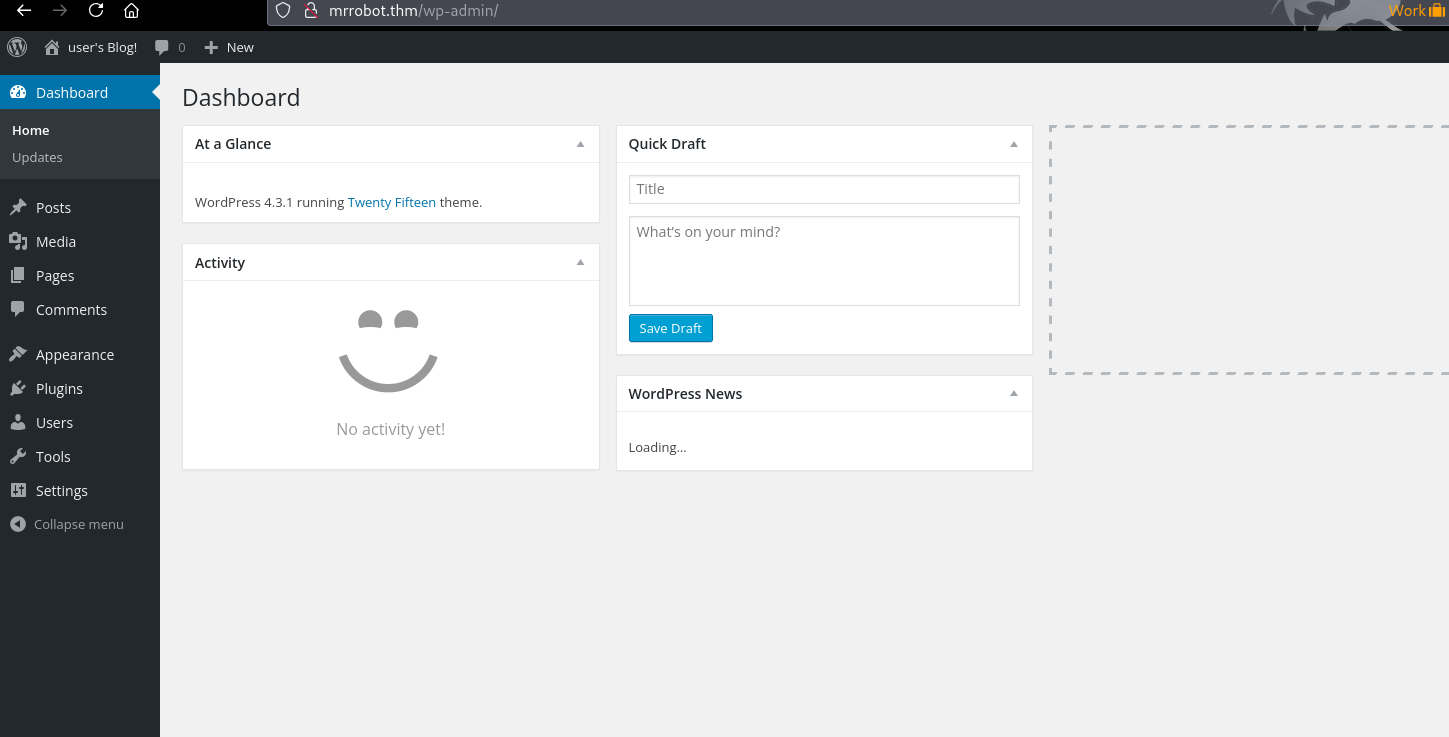 mrrobot.thm/wp-admin/
Work
user's Blog!
0
New
Dashboard
Home
Updates
Posts
Media
Pages
Comments
Appearance
Plugins
Users
Tools
Settings
Collapse menu
Dashboard
At a Glance
WordPress 4.3.1 running Twenty Fifteen theme.
Activity
No activity yet!
Quick Draft
Title
What's on your mind?
Save Draft
WordPress News
Loading...